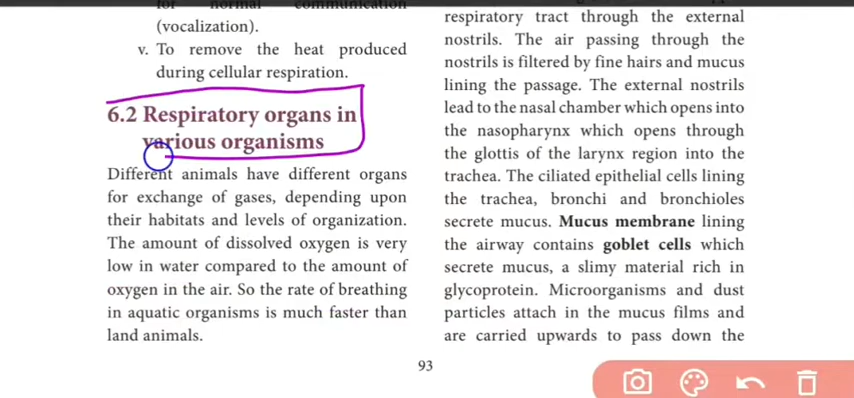 for normal communication
(vocalization).
v. To remove the heat produced
during cellular respiration.
6.2 Respiratory organs in
various organisms
Different animals have different organs
for exchange of gases, depending upon
their habitats and levels of organization.
The amount of dissolved oxygen is very
low in water compared to the amount of
oxygen in the air. So the rate of breathing
in aquatic organisms is much faster than
land animals.
respiratory tract through the external
nostrils. The air passing through the
nostrils is filtered by fine hairs and mucus
lining the passage. The external nostrils
lead to the nasal chamber which opens into
the nasopharynx which opens through
the glottis of the larynx region into the
trachea. The ciliated epithelial cells lining
the trachea, bronchi and bronchioles
secrete mucus. Mucus membrane lining
the airway contains goblet cells which
secrete mucus, a slimy material rich in
glycoprotein. Microorganisms and dust
particles attach in the mucus films and
are carried upwards to pass down the
93